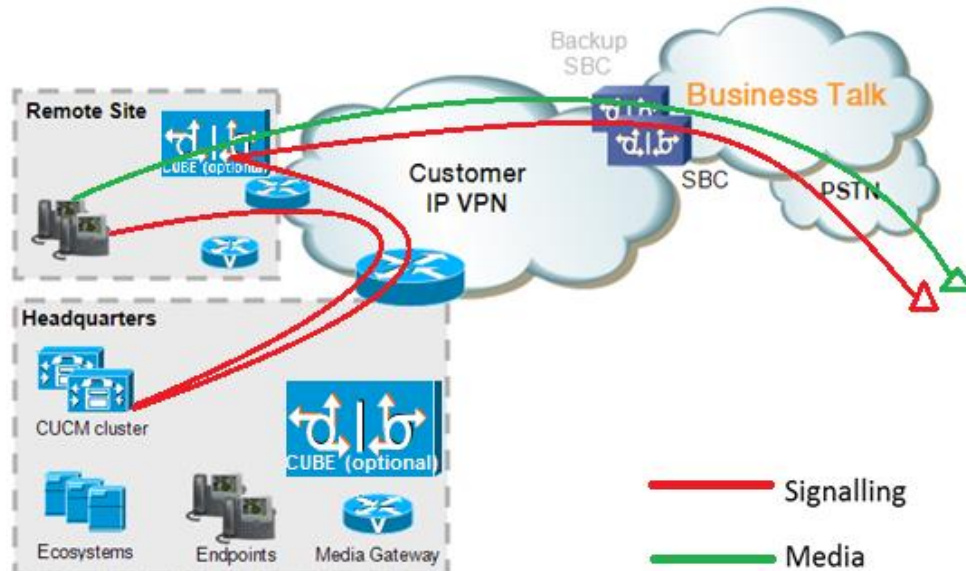 Backup
SBC
Business Talk
Remote Site
CUBE (optional)
Customer
IP VPN
SBC
PSTN
V
Headquarters
CUCM cluster
CUBE (optional)
V
Ecosystems
Endpoints
Media Gateway
Signalling
Media